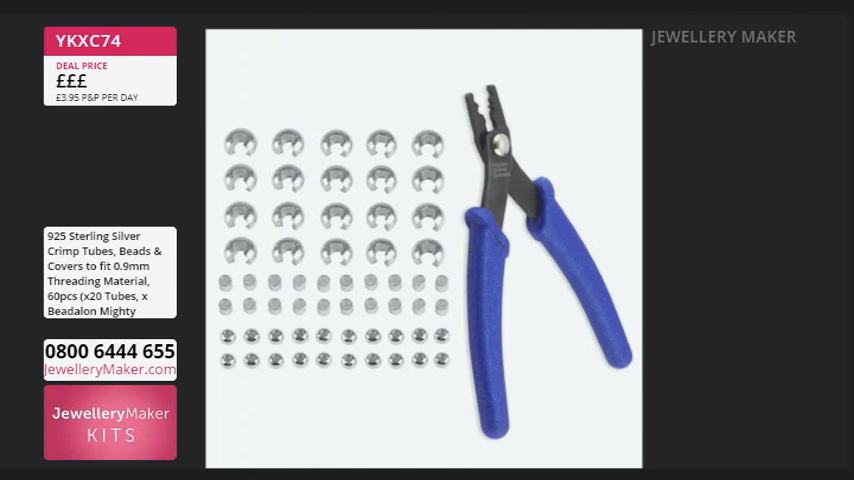 YKXC74
DEAL PRICE
£££
£3.95 P&P PER DAY
925 Sterling Silver
Crimp Tubes, Beads &
Covers to fit 0.9mm
Threading Material,
60pcs (x20 Tubes, x
Beadalon Mighty
0800 6444 655
JewelleryMaker.com
JewelleryMaker
KITS
JEWELLERY MAKER